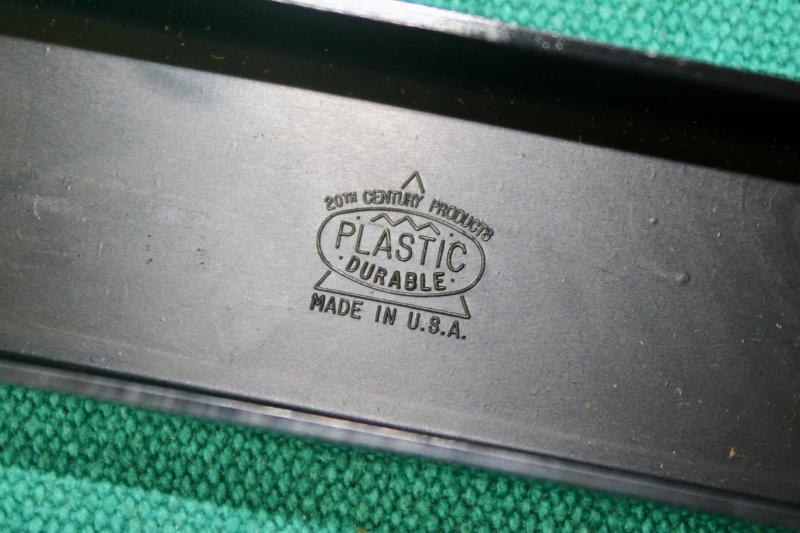 20TH CENTURY PRODUCTS
PLASTIC
· DURABLE ·
MADE IN U.S.A.